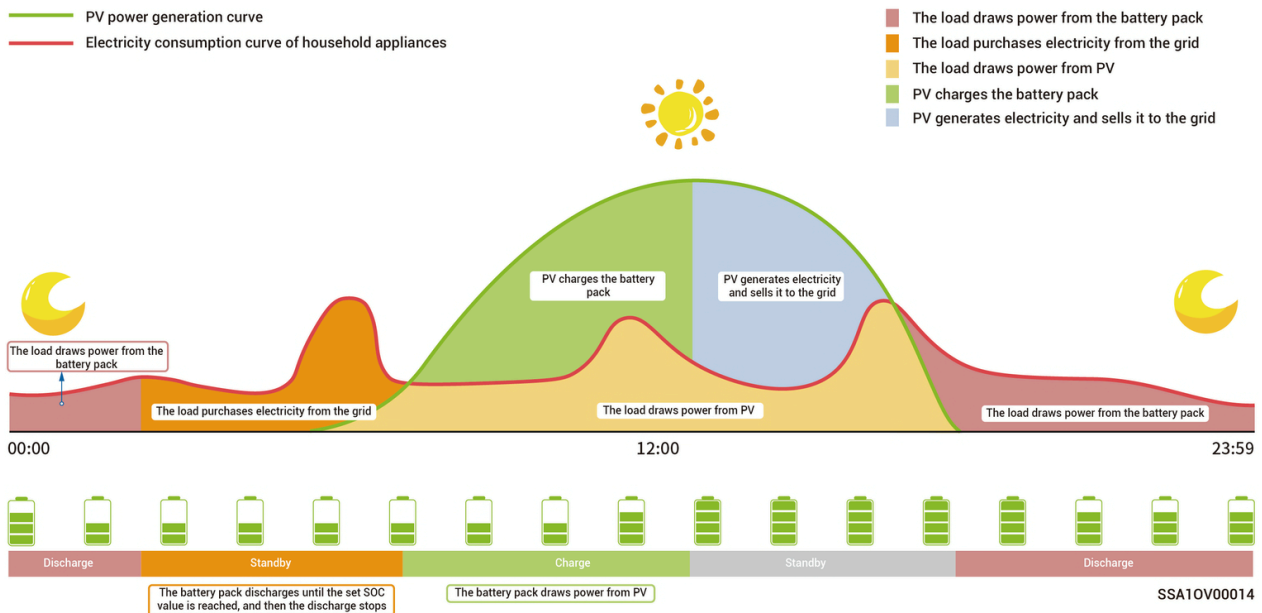 PV power generation curve
Electricity consumption curve of household appliances
The load draws power from the battery pack
The load purchases electricity from the grid
The load draws power from PV
PV charges the battery pack
PV generates electricity and sells it to the grid
PV charges the battery
pack
PV generates electricity
and sells it to the grid
The load draws power from the
battery pack
The load purchases electricity from the grid
The load draws power from PV
The load draws power from the battery pack
00:00
12:00
23:59
Discharge
Standby
Charge
Standby
Discharge
The battery pack discharges until the set SOC
value is reached, and then the discharge stops
The battery pack draws power from PV
SSA1OV00014